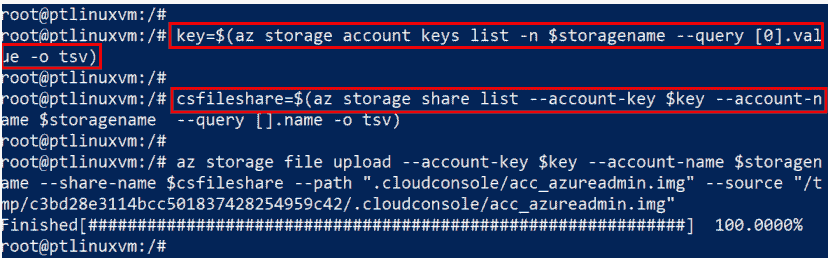 root@ptlinuxvm:/#
root@ptlinuxvm:/# key=$(az storage account keys list -n $storagename --query [0].val
ue -o tsv)
root@ptlinuxvm:/#
root@ptlinuxvm:/# csfileshare=$(az storage share list --account-key $key --account-n
ame $storagename  --query [].name -o tsv)
root@ptlinuxvm:/#
root@ptlinuxvm:/# az storage file upload --account-key $key --account-name $storagen
ame --share-name $csfileshare --path ".cloudconsole/acc_azureadmin.img" --source "/t
mp/c3bd28e3114bcc501837428254959c42/.cloudconsole/acc_azureadmin.img"
Finished[#############################################################]  100.0000%
root@ptlinuxvm:/#